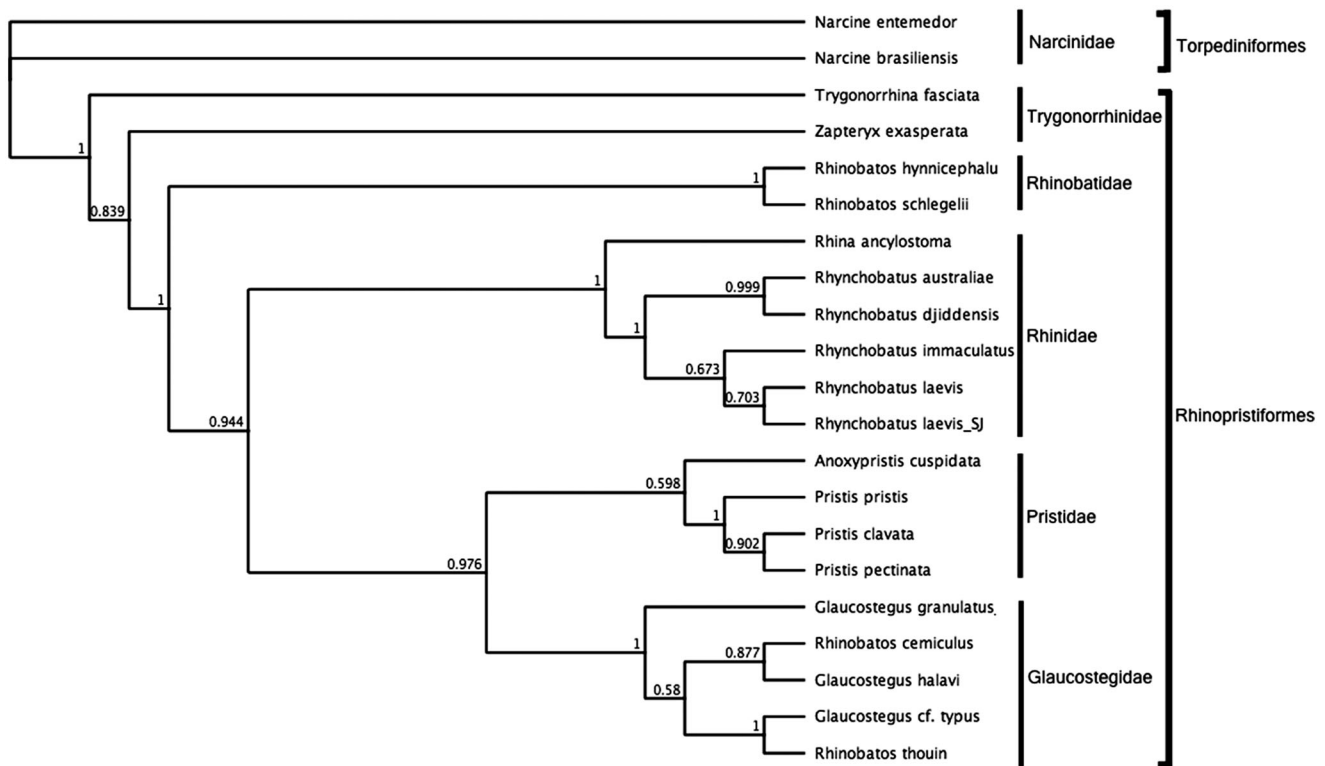 Narcine entemedor
Narcinidae
Torpediniformes
Narcine brasiliensis
Trygonorrhina fasciata
Trygonorrhinidae
1
Zapteryx exasperata
0.839
Rhinobatos hynnicephalu
1
Rhinobatidae
Rhinobatos schlegelii
1
Rhina ancylostoma
1
Rhynchobatus australiae
0.999
Rhynchobatus djiddensis
1
Rhinidae
Rhynchobatus immaculatus
0.673
Rhynchobatus laevis
0.703
Rhynchobatus laevis_SJ
0.944
Rhinopristiformes
Anoxypristis cuspidata
0.598
Pristis pristis
1
Pristidae
Pristis clavata
0.902
Pristis pectinata
0.976
Glaucostegus granulatus
1
Rhinobatos cemiculus
0.877
Glaucostegus halavi
Glaucostegidae
0.58
Glaucostegus cf. typus
1
Rhinobatos thouin